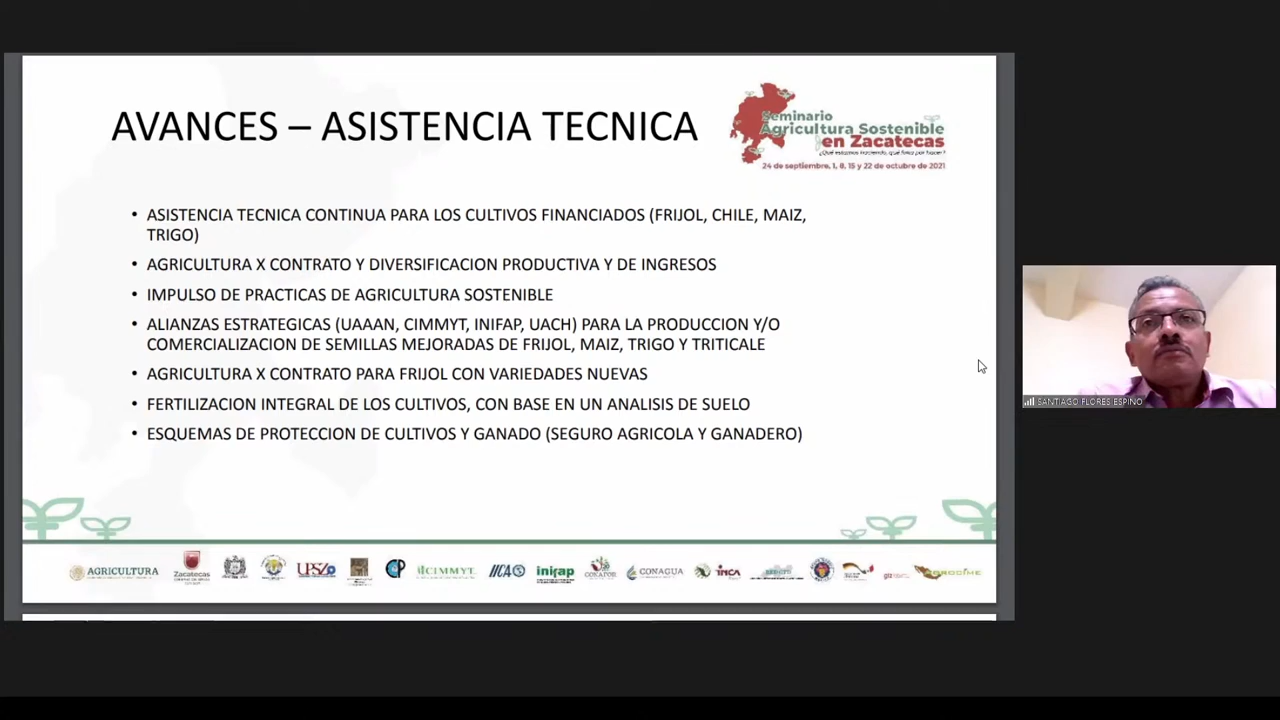 AVANCES – ASISTENCIA TECNICA
Seminario
Agricultura Sostenible
en Zacatecas
24 de septiembre, 1, 8, 15 y 22 de octubre de 2021
• ASISTENCIA TECNICA CONTINUA PARA LOS CULTIVOS FINANCIADOS (FRIJOL, CHILE, MAIZ,
TRIGO)
• AGRICULTURA X CONTRATO Y DIVERSIFICACION PRODUCTIVA Y DE INGRESOS
• IMPULSO DE PRACTICAS DE AGRICULTURA SOSTENIBLE
• ALIANZAS ESTRATEGICAS (UAAAN, CIMMYT, INIFAP, UACH) PARA LA PRODUCCION Y/O
COMERCIALIZACION DE SEMILLAS MEJORADAS DE FRIJOL, MAIZ, TRIGO Y TRITICALE
• AGRICULTURA X CONTRATO PARA FRIJOL CON VARIEDADES NUEVAS
• FERTILIZACION INTEGRAL DE LOS CULTIVOS, CON BASE EN UN ANALISIS DE SUELO
• ESQUEMAS DE PROTECCION DE CULTIVOS Y GANADO (SEGURO AGRICOLA Y GANADERO)
SANTIAGO FLORES ESPINO
AGRICULTURA
Zacatecas
UPSZ
CP
CIMMYT
IICA
inifap
CONAFOR
CONAGUA
INCA
giz